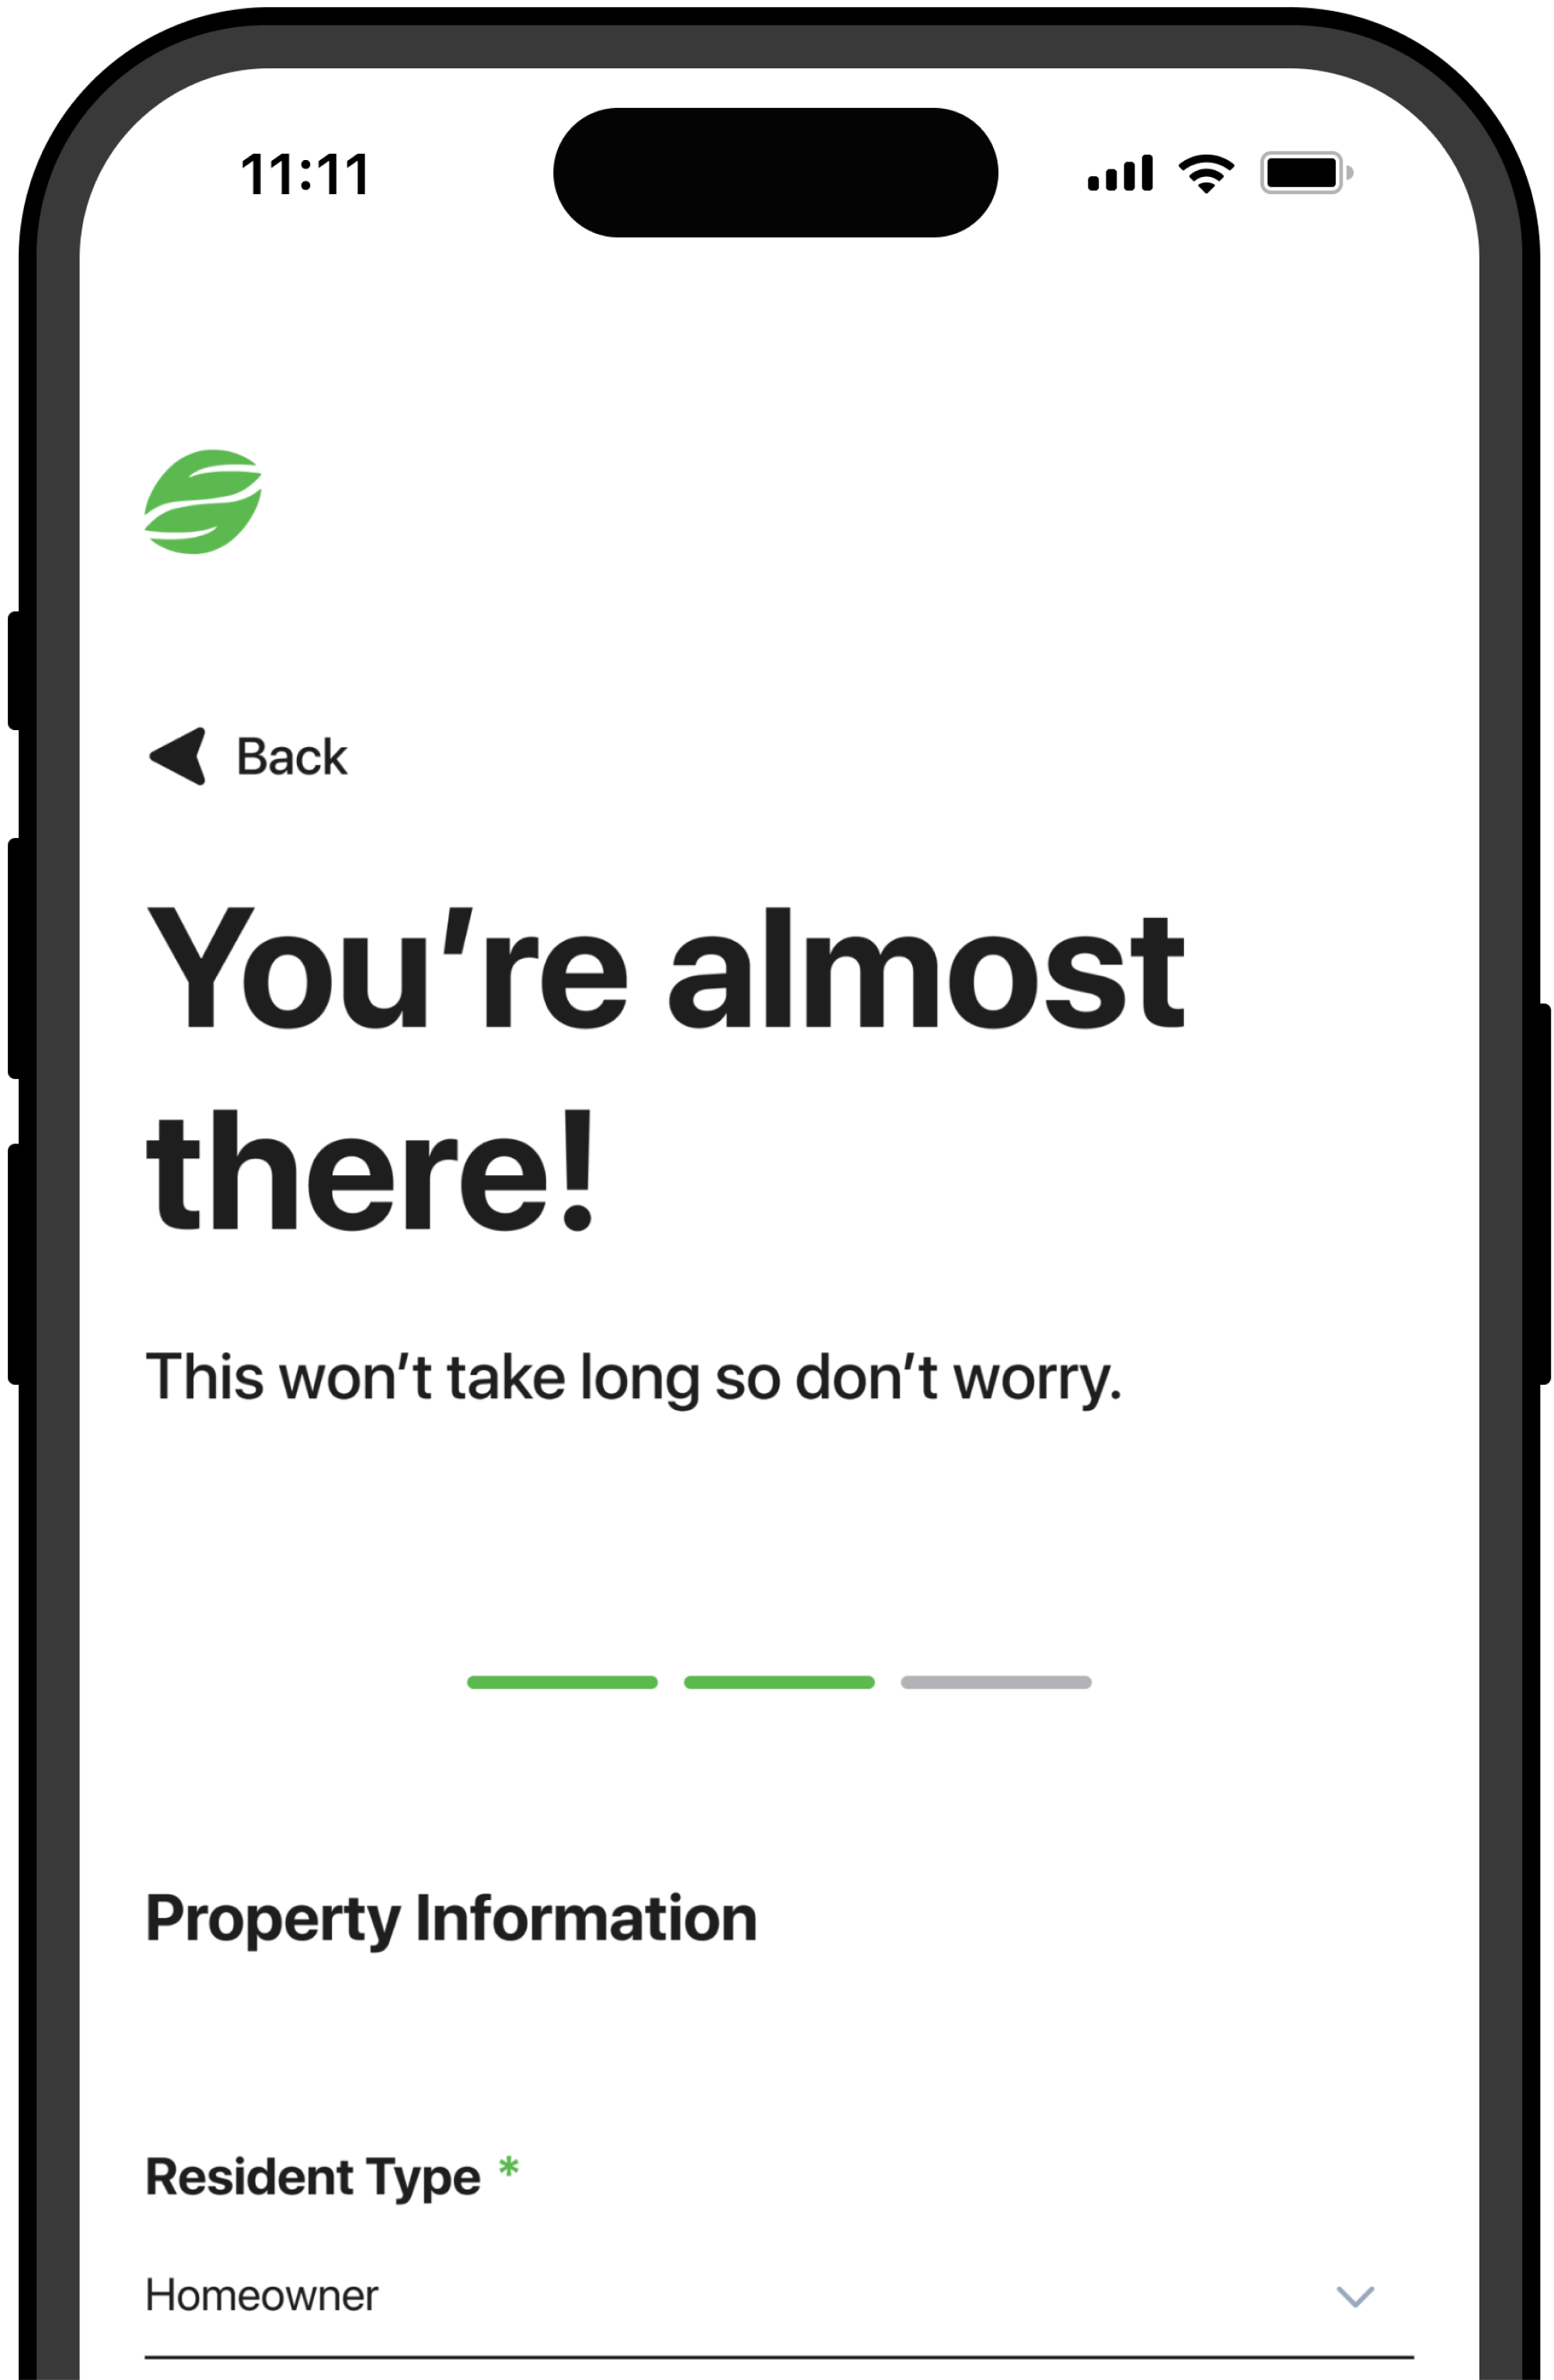 11:11
Back
You're almost
there!
This won't take long so don't worry.
Property Information
Resident Type *
Homeowner